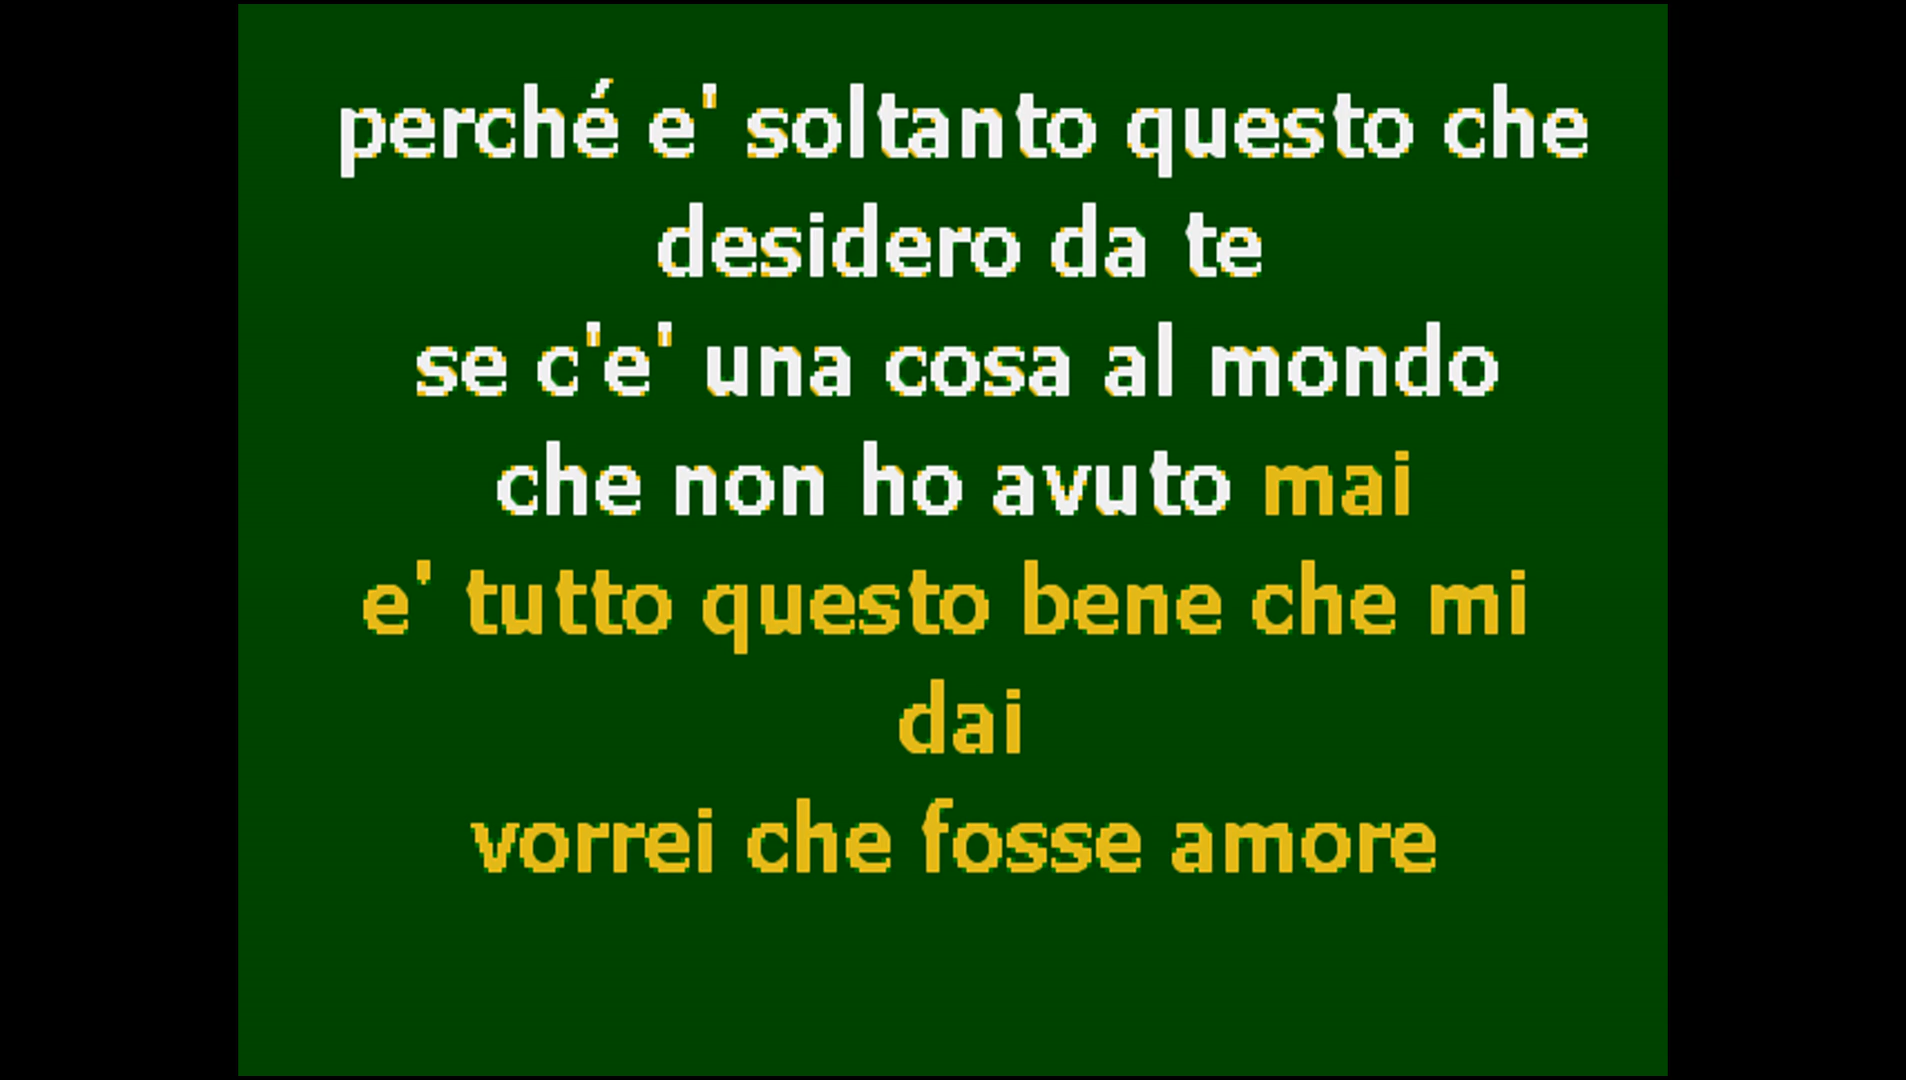 perché e' soltanto questo che
desidero da te
se c'e' una cosa al mondo
che non ho avuto mai
e' tutto questo bene che mi
dai
vorrei che fosse amore